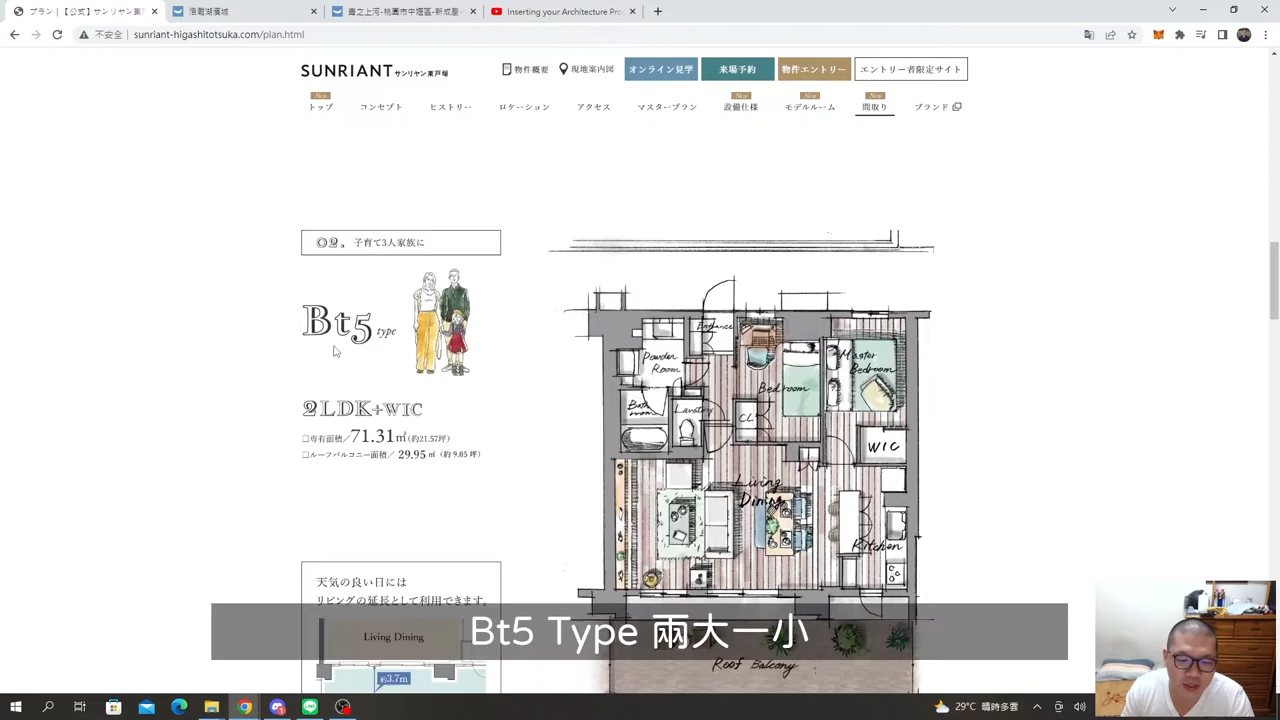 プラン | 【公式】サンリヤン東戸
浩瀚湖濱城
青之上河-桃園市中壢區-新成屋-
Inserting your Architecture Pro
不安全
sunriant-higashitotsuka.com/plan.html
SUNRIANT サンリヤン東戸塚
物件概要
現地案内図
オンライン見学
来場予約
物件エントリー
エントリー者限定サイト
New
New
New
New
トップ
コンセプト
ヒストリー
ロケーション
アクセス
マスタープラン
設備仕様
モデルルーム
間取り
ブランド
02. 子育て3人家族に
Bt5 type
2LDK+WIC
□専有面積／71.31㎡(約21.57坪)
□ルーフバルコニー面積／ 29.95 ㎡ (約 9.05 坪)
Entrance
Powder Room
Bedroom
Master Bedroom
Bath room
Lavatory
CL
WIC
Living Dining
Kitchen
Roof Balcony
天気の良い日には
リビングの延長として利用できます。
Living Dining
約3.7m
Bt5 Type 兩大一小
29°C 晴時多雲